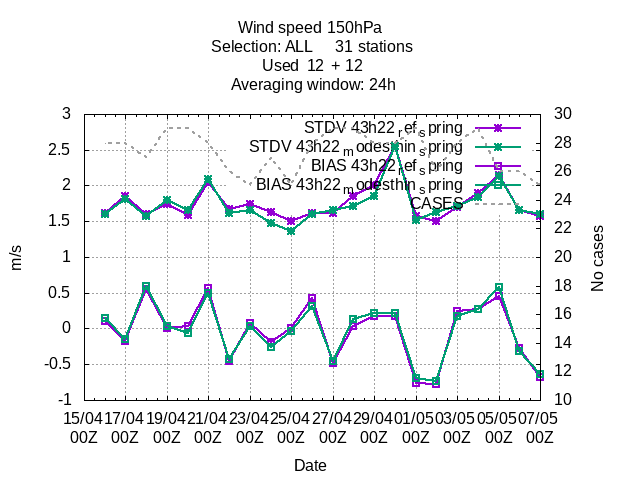 Wind speed 150hPa
Selection: ALL 31 stations
Used 12 + 12
Averaging window: 24h
3 30
STDV 43h22refspring
2.5 28
STDV 43h22modesthinspring
BIAS 43h22refspring
2 26
BIAS 43h22modesthinspring
24
CASES
1.5 22
1 20
m/s
No cases
0.5 18
0 16
-0.5 14
12
-1 10
15/04 17/04 19/04 21/04 23/04 25/04 27/04 29/04 01/05 03/05 05/05 07/05
00Z 00Z 00Z 00Z 00Z 00Z 00Z 00Z 00Z 00Z 00Z 00Z
Date